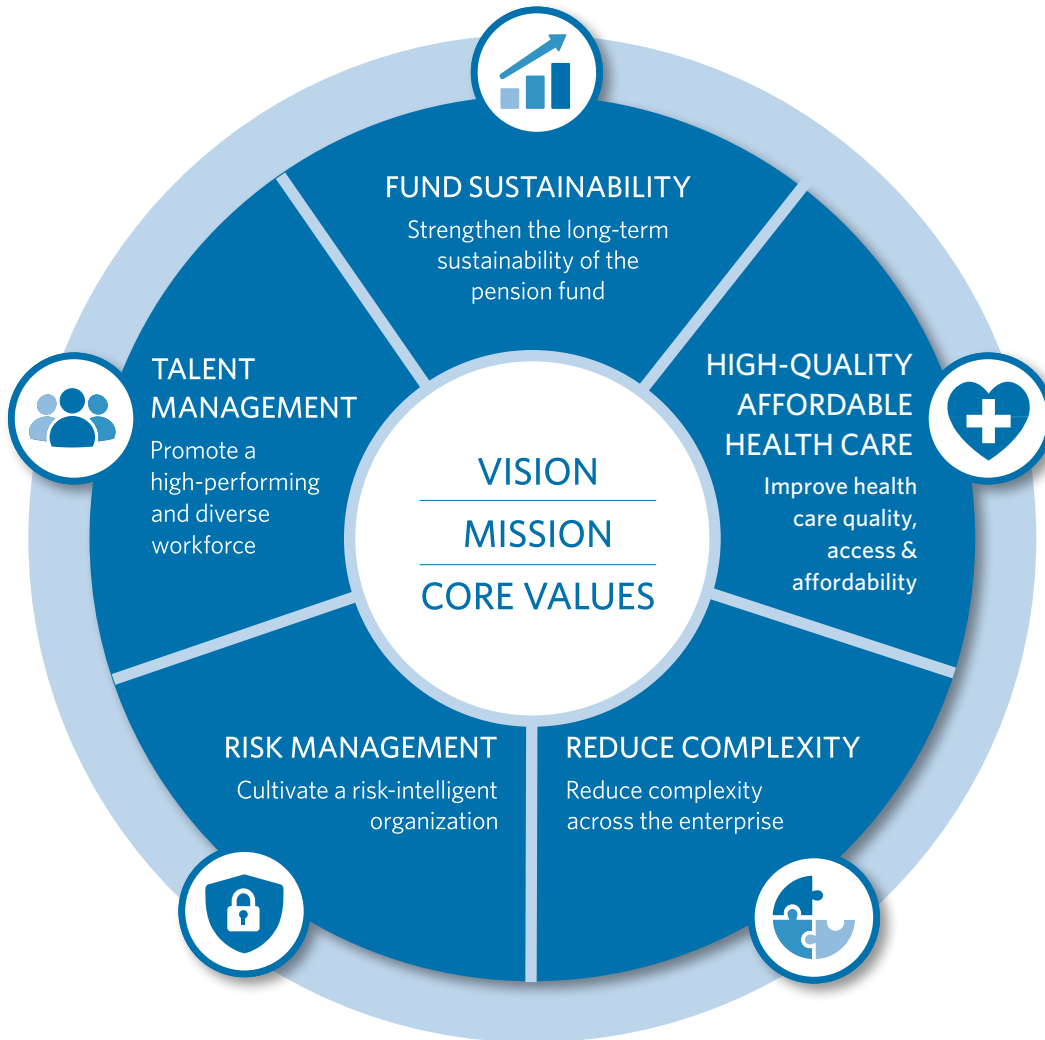 FUND SUSTAINABILITY
Strengthen the long-term
sustainability of the
pension fund
HIGH-QUALITY
AFFORDABLE
HEALTH CARE
Improve health
care quality,
access &
affordability
REDUCE COMPLEXITY
Reduce complexity
across the enterprise
RISK MANAGEMENT
Cultivate a risk-intelligent
organization
TALENT
MANAGEMENT
Promote a
high-performing
and diverse
workforce
VISION
MISSION
CORE VALUES